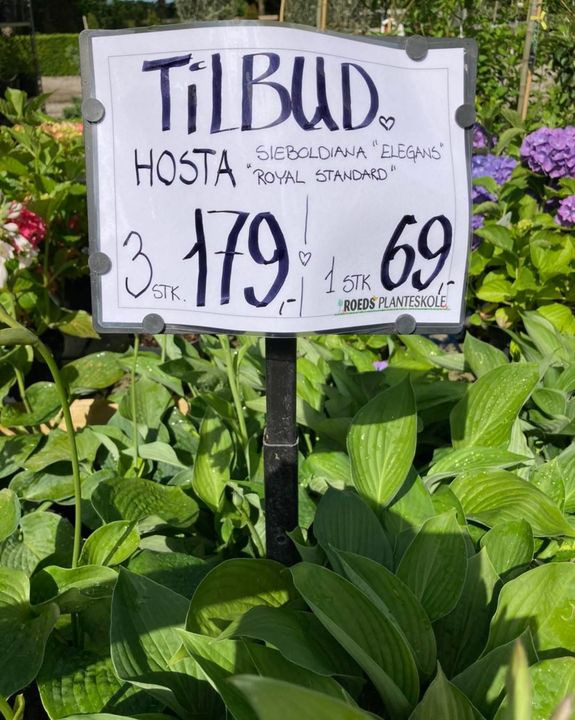 TILBUD
HOSTA SIEBOLDIANA "ELEGANS"
"ROYAL STANDARD"
3 STK. 179,-
1 STK 69,-
ROEDS PLANTESKOLE